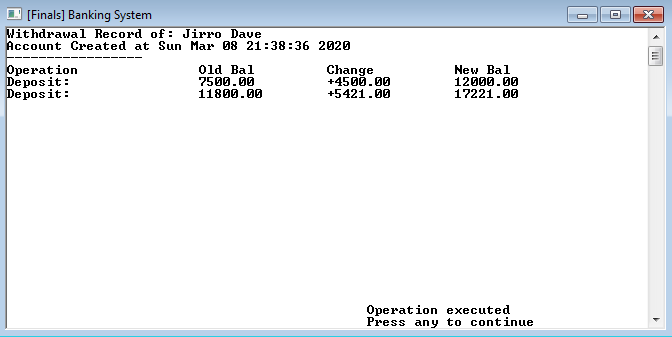 [Finals] Banking System
Withdrawal Record of: Jirro Dave
Account Created at Sun Mar 08 21:38:36 2020
-----------------
Operation Old Bal Change New Bal
Deposit: 7500.00 +4500.00 12000.00
Deposit: 11800.00 +5421.00 17221.00
Operation executed
Press any to continue